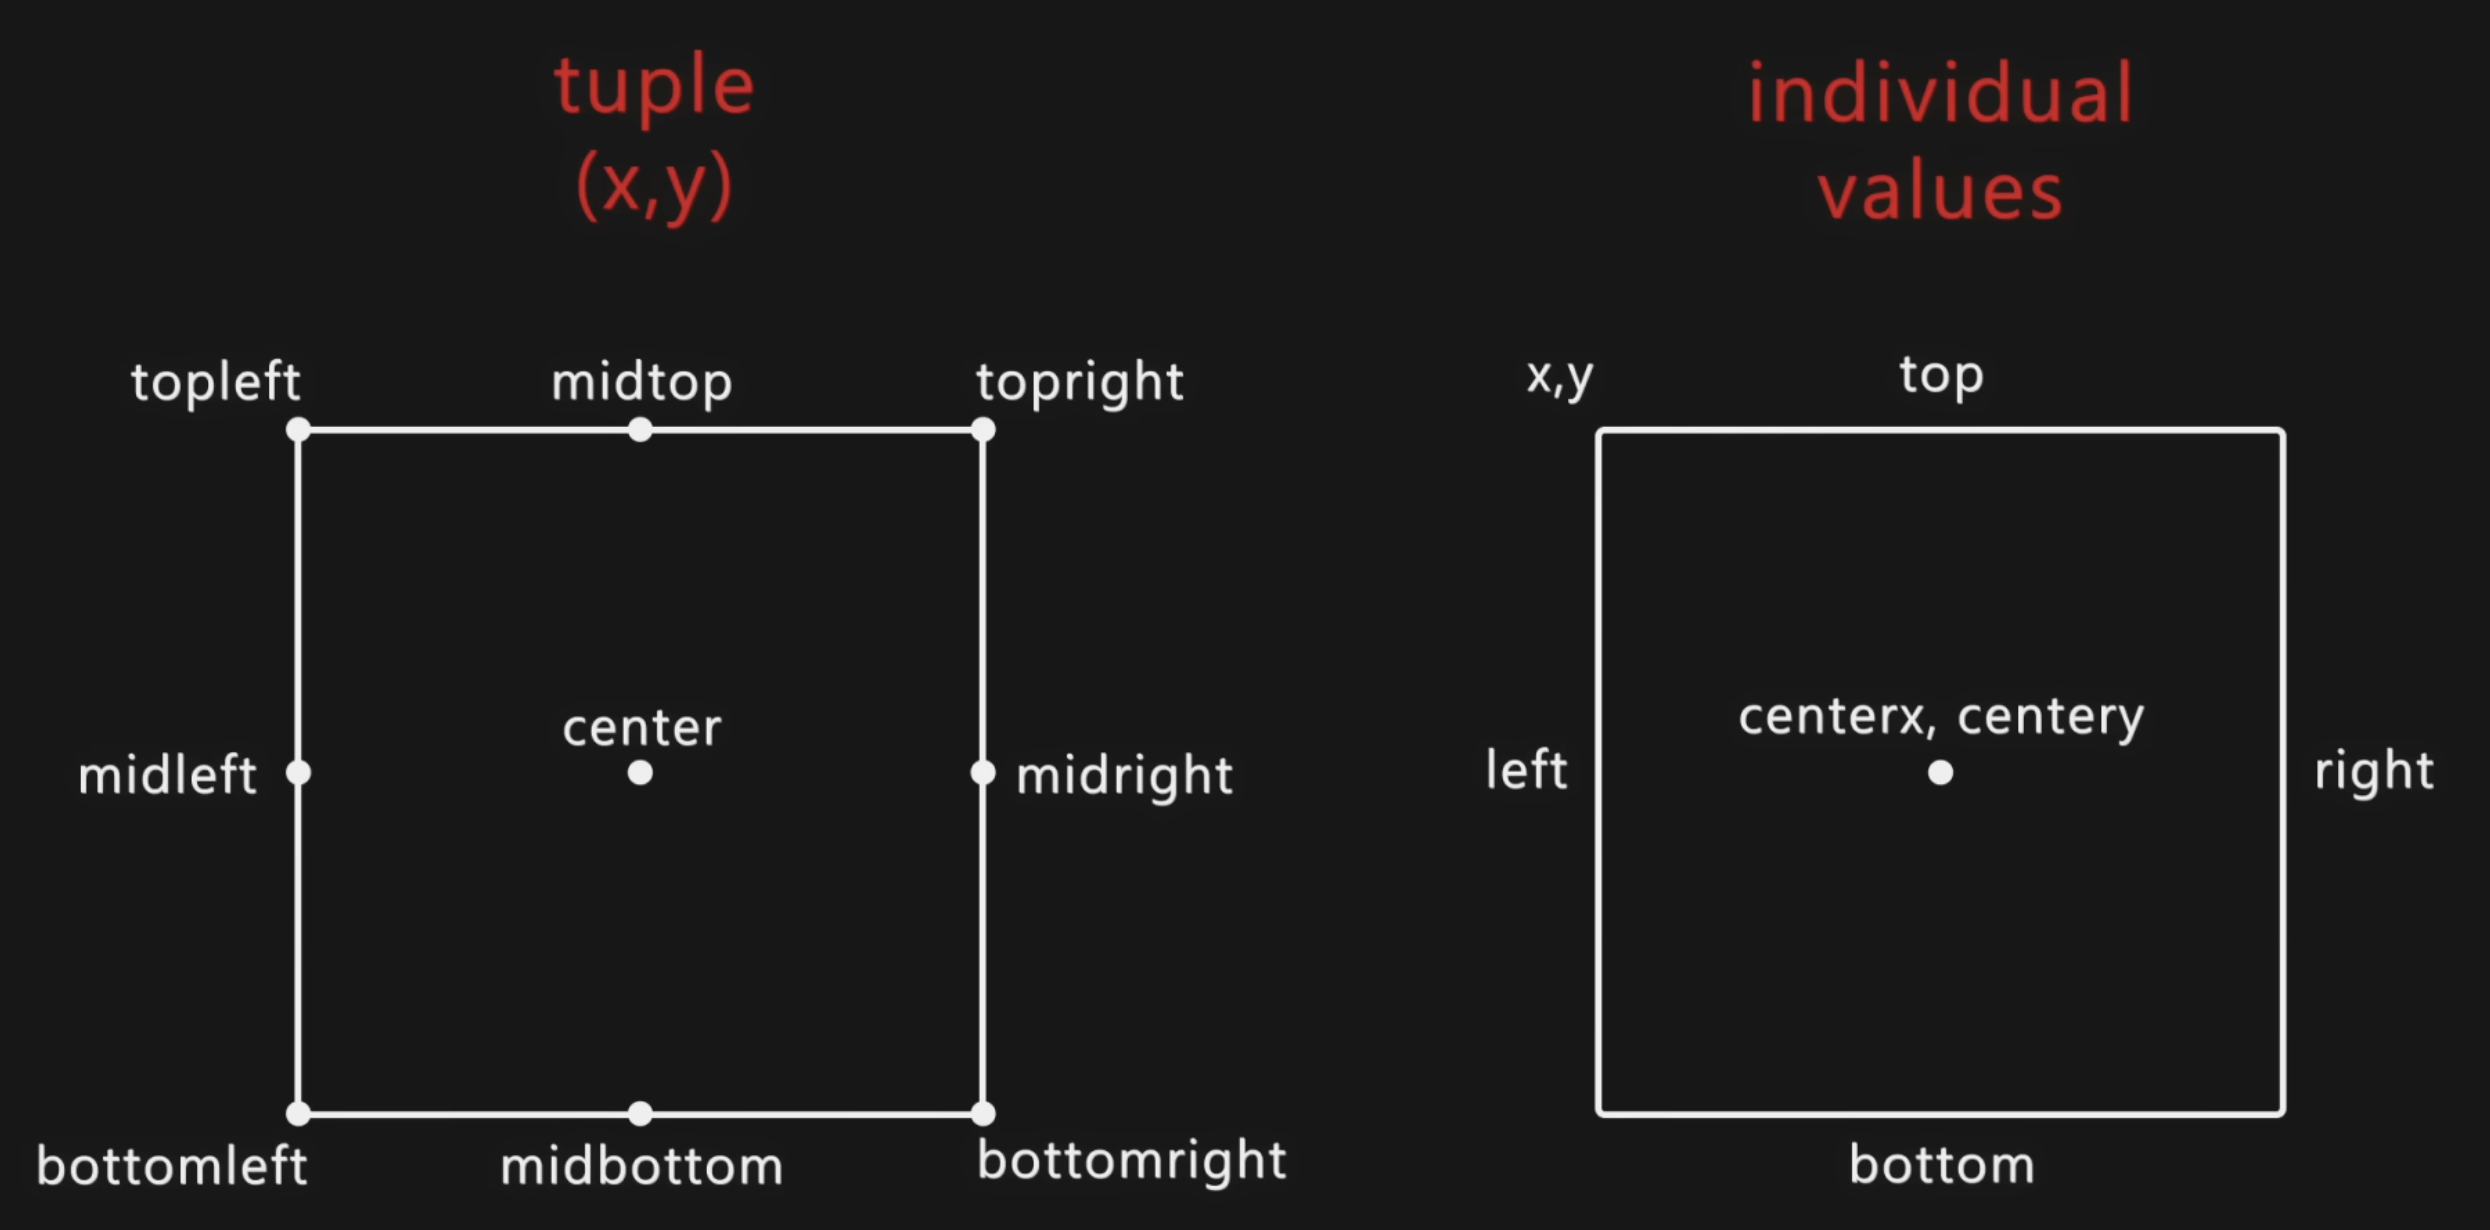 tuple
(x,y)
topleft
midtop
topright
midleft
center
midright
bottomleft
midbottom
bottomright
individual
values
x,y
top
left
centerx, centery
right
bottom